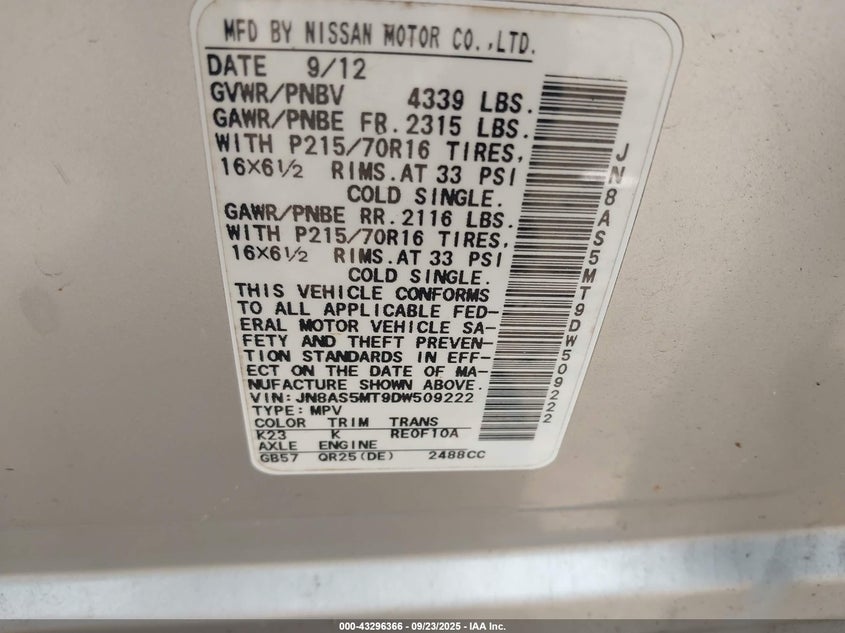 MFD BY NISSAN MOTOR CO.,LTD.
DATE 9/12
GVWR/PNBV 4339 LBS.
GAWR/PNBE FR.2315 LBS.
WITH P215/70R16 TIRES,
16X6½ RIMS.AT 33 PSI
COLD SINGLE.
GAWR/PNBE RR.2116 LBS.
WITH P215/70R16 TIRES,
16X6½ RIMS.AT 33 PSI
COLD SINGLE.
THIS VEHICLE CONFORMS
TO ALL APPLICABLE FED-
ERAL MOTOR VEHICLE SA-
FETY AND THEFT PREVEN-
TION STANDARDS IN EFF-
ECT ON THE DATE OF MA-
NUFACTURE SHOWN ABOVE.
VIN:JN8AS5MT9DW509222
TYPE:MPV
COLOR TRIM TRANS
K23 K RE0F10A
AXLE ENGINE
GB57 QR25(DE) 2488CC
JN8AS5MT9DW509222
000-43296366 - 09/23/2025 - IAA Inc.